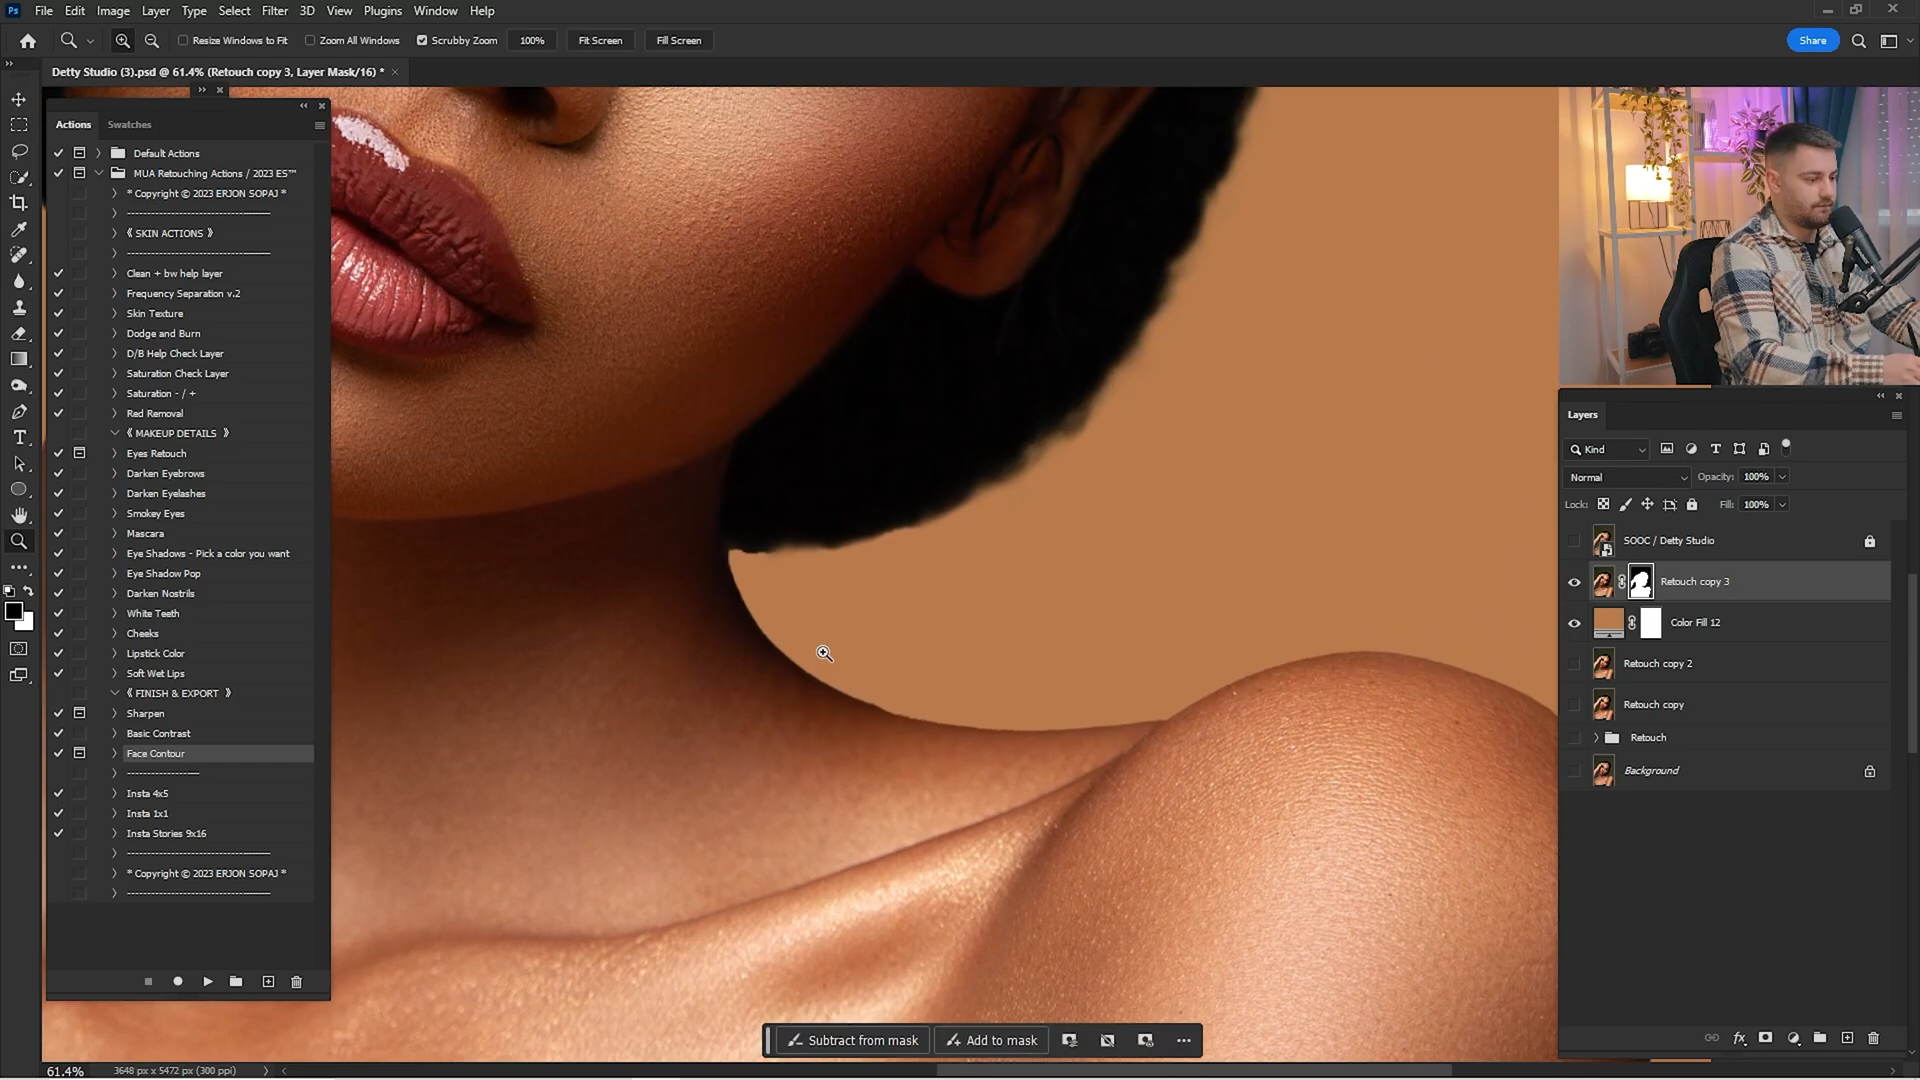 Ps File Edit Image Layer Type Select Filter 3D View Plugins Window Help
Resize Windows to Fit Zoom All Windows Scrubby Zoom 100% Fit Screen Fill Screen Share
Detty Studio (3).psd @ 61.4% (Retouch copy 3, Layer Mask/16) *
Actions Swatches
Default Actions
MUA Retouching Actions / 2023 ES™
* Copyright © 2023 ERJON SOPAJ *
-----------------------------------
《 SKIN ACTIONS 》
-----------------------------------
Clean + bw help layer
Frequency Separation v.2
Skin Texture
Dodge and Burn
D/B Help Check Layer
Saturation Check Layer
Saturation - / +
Red Removal
《 MAKEUP DETAILS 》
Eyes Retouch
Darken Eyebrows
Darken Eyelashes
Smokey Eyes
Mascara
Eye Shadows - Pick a color you want
Eye Shadow Pop
Darken Nostrils
White Teeth
Cheeks
Lipstick Color
Soft Wet Lips
《 FINISH & EXPORT 》
Sharpen
Basic Contrast
Face Contour
------------------
Insta 4x5
Insta 1x1
Insta Stories 9x16
-----------------------------------
* Copyright © 2023 ERJON SOPAJ *
-----------------------------------
Layers
Kind
Normal Opacity: 100%
Lock: Fill: 100%
SOOC / Detty Studio
Retouch copy 3
Color Fill 12
Retouch copy 2
Retouch copy
Retouch
Background
Subtract from mask Add to mask
61.4% 3648 px x 5472 px (300 ppi)